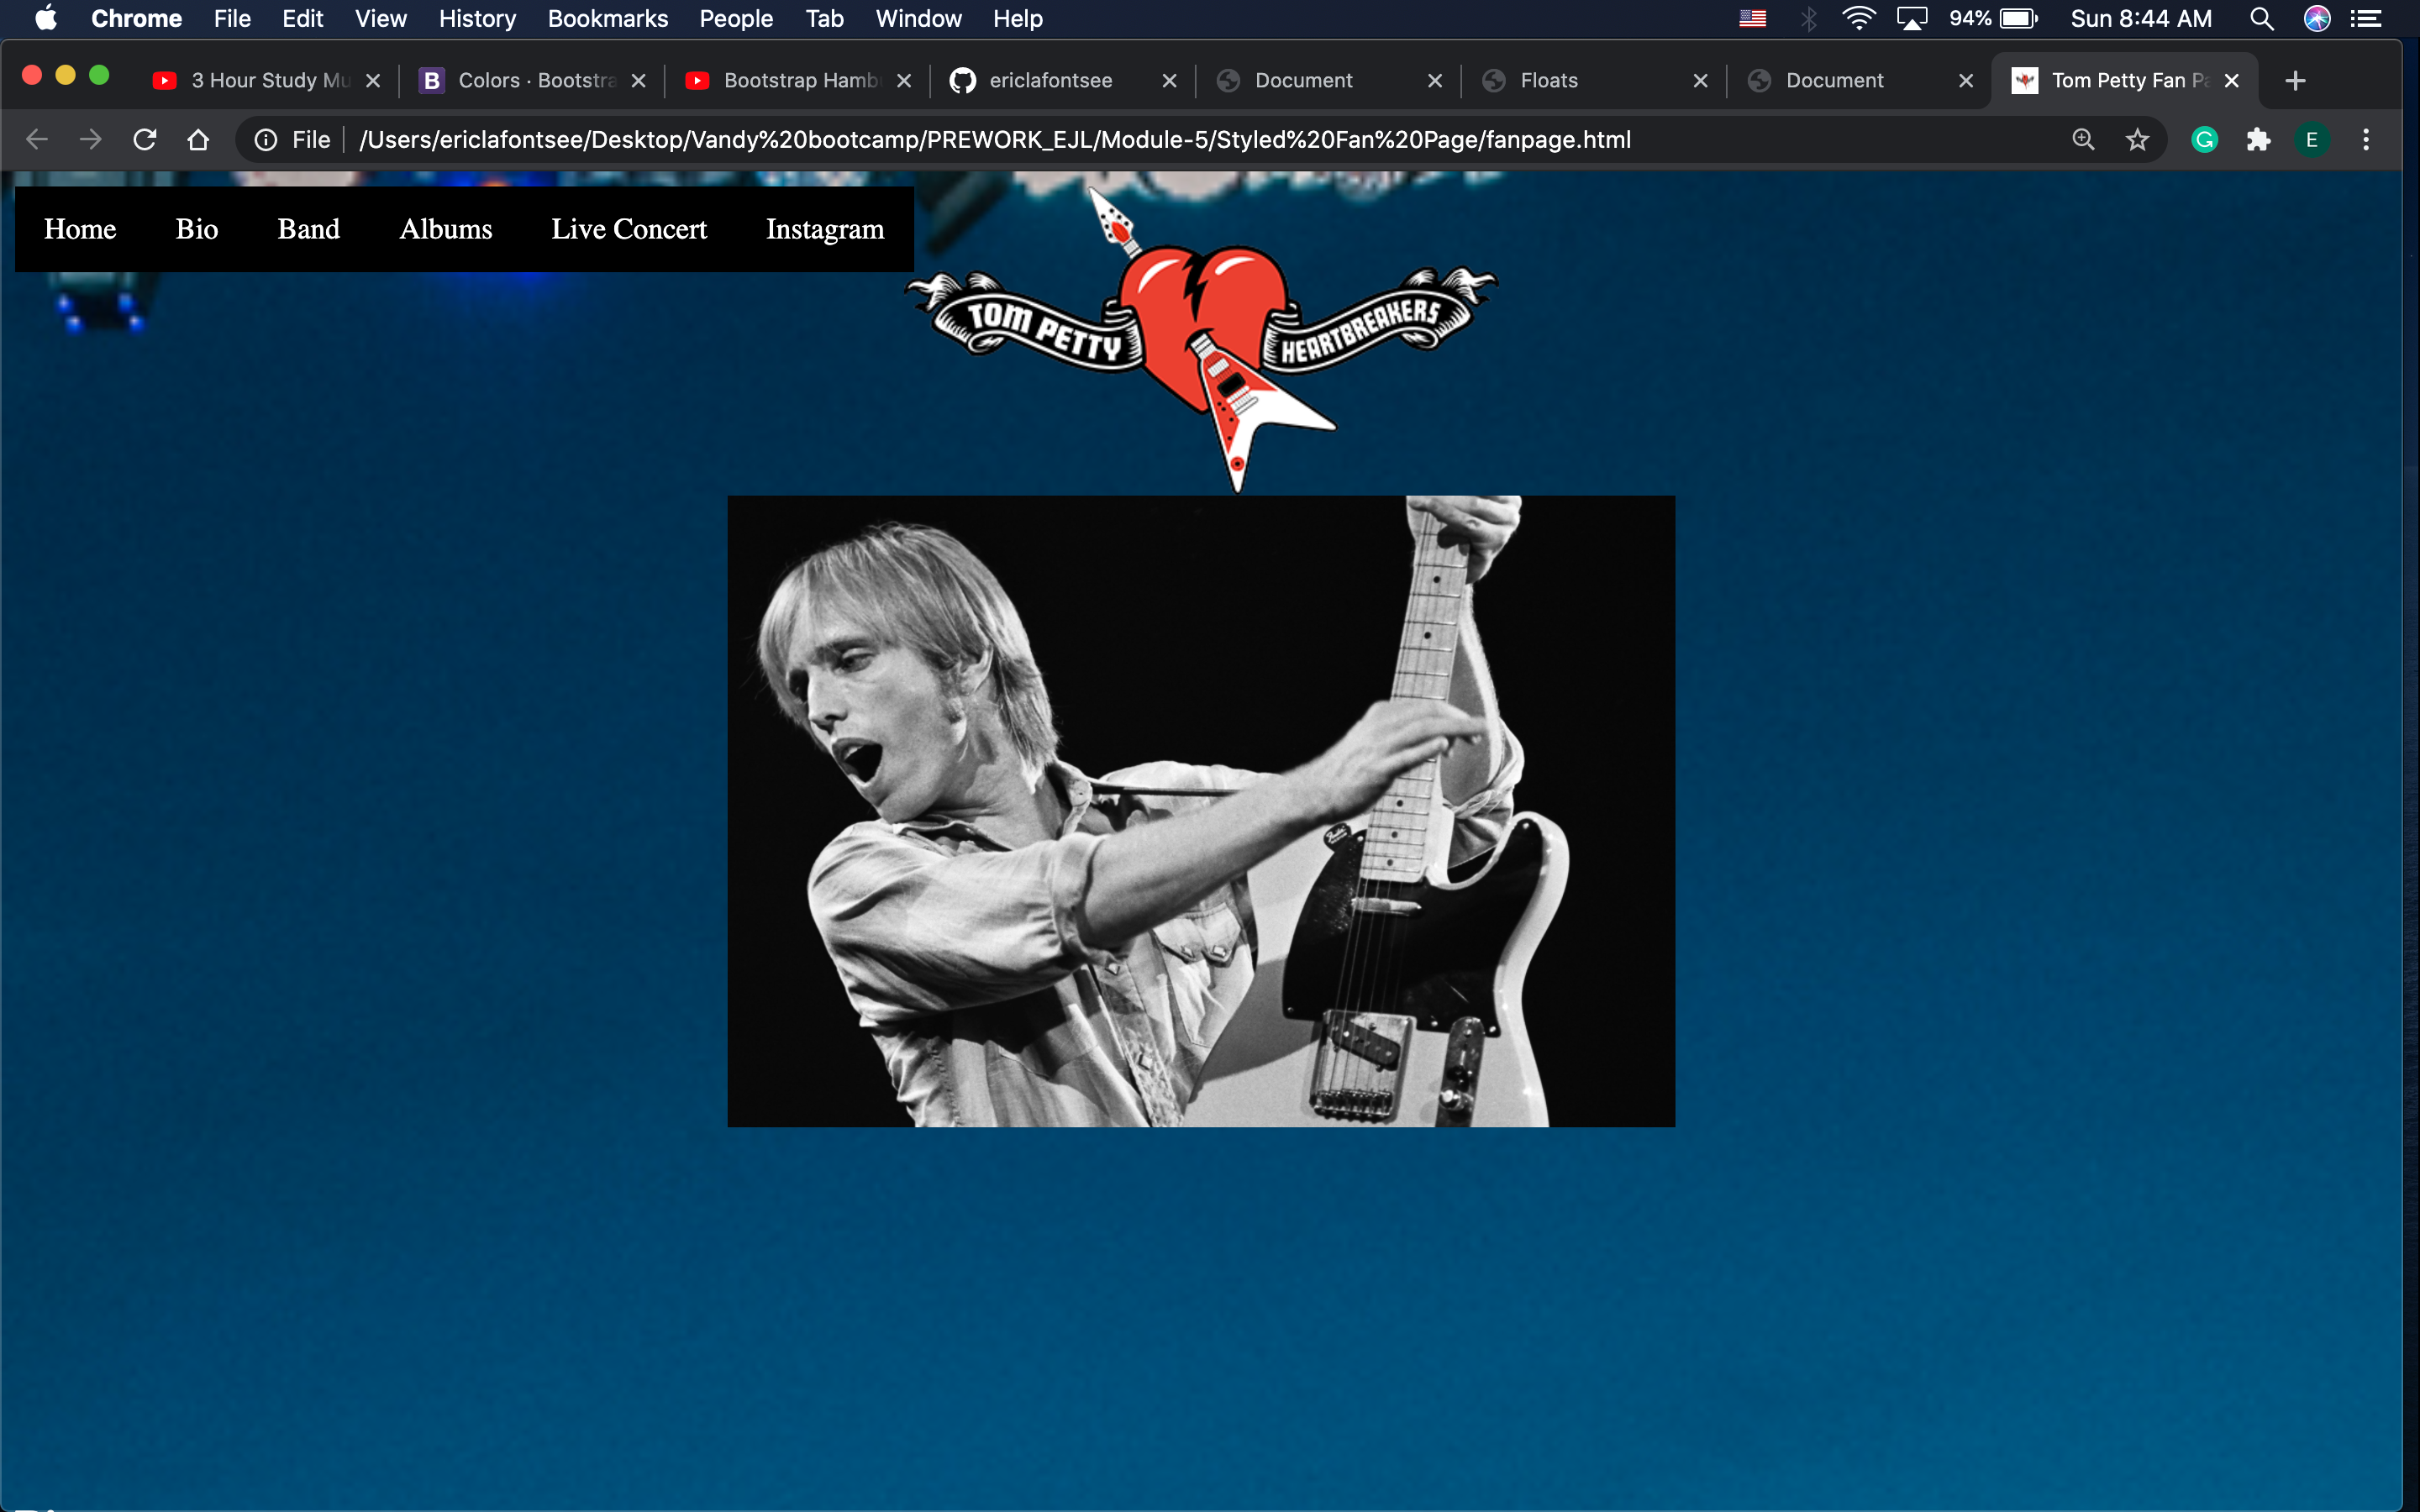 Chrome File Edit View History Bookmarks People Tab Window Help 94% Sun 8:44 AM
3 Hour Study Mu Colors · Bootstra Bootstrap Hamb ericlafontsee Document Floats Document Tom Petty Fan Pa
File /Users/ericlafontsee/Desktop/Vandy%20bootcamp/PREWORK_EJL/Module-5/Styled%20Fan%20Page/fanpage.html E
Home Bio Band Albums Live Concert Instagram
TOM PETTY HEARTBREAKERS